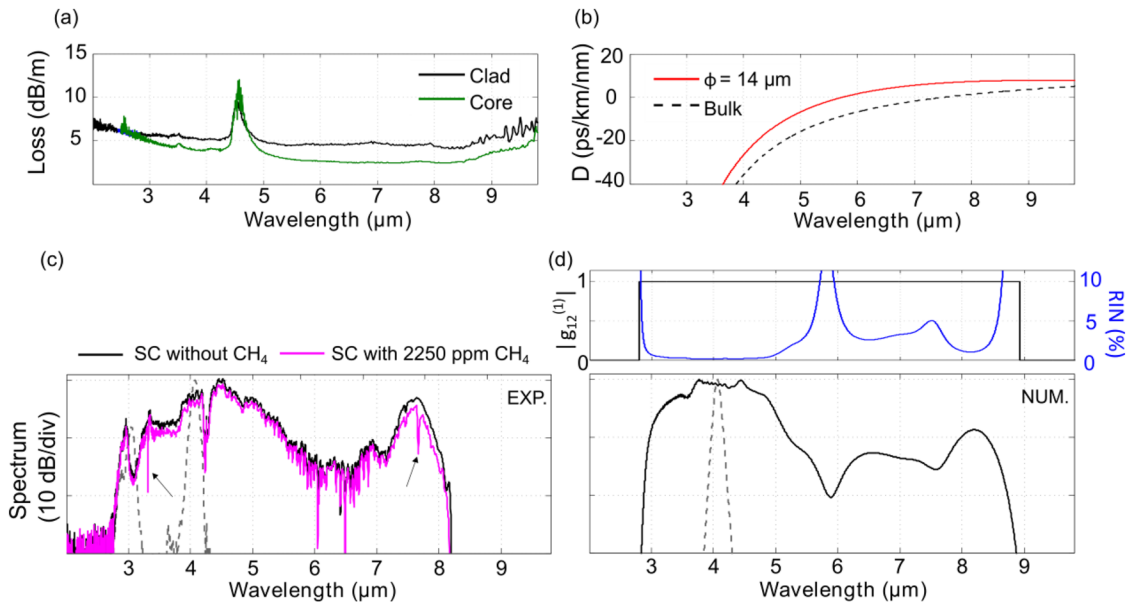 (a)
15
10
5
Loss (dB/m)
Clad
Core
3 4 5 6 7 8 9
Wavelength (μm)
(b)
20
0
-20
-40
D (ps/km/nm)
ϕ = 14 μm
Bulk
3 4 5 6 7 8 9
Wavelength (μm)
(c)
SC without CH₄
SC with 2250 ppm CH₄
EXP.
Spectrum
(10 dB/div)
3 4 5 6 7 8 9
Wavelength (μm)
(d)
1
0
|g₁₂⁽¹⁾|
10
5
0
RIN (%)
NUM.
2 3 4 5 6 7 8 9
Wavelength (μm)